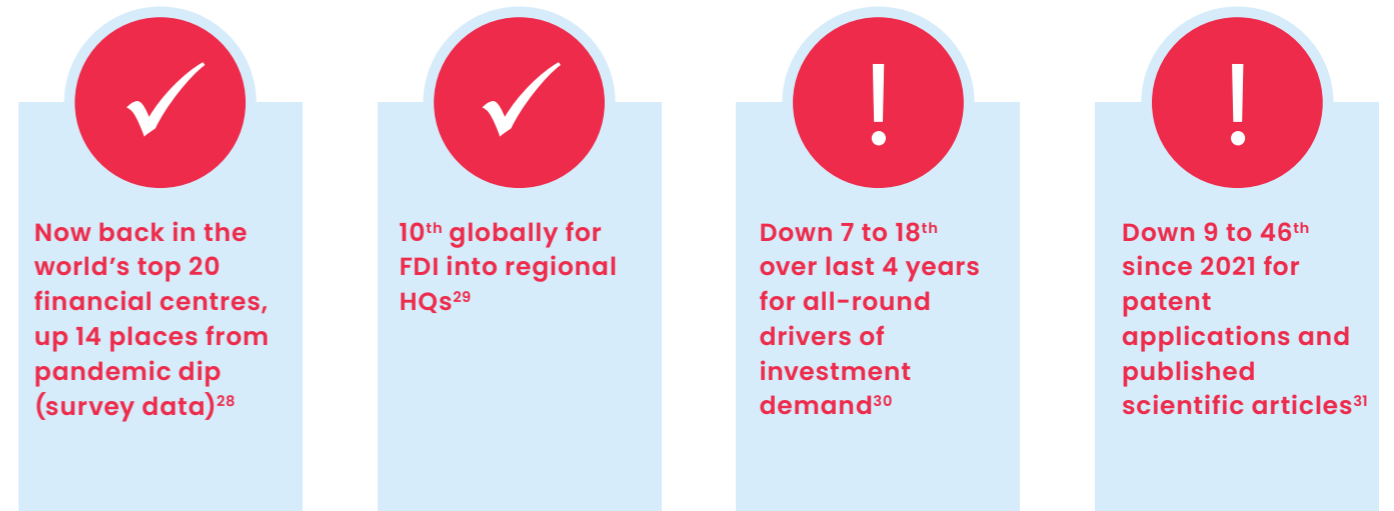 Now back in the
world's top 20
financial centres,
up 14 places from
pandemic dip
(survey data)28
10th globally for
FDI into regional
HQs29
Down 7 to 18th
over last 4 years
for all-round
drivers of
investment
demand30
Down 9 to 46th
since 2021 for
patent
applications and
published
scientific articles31